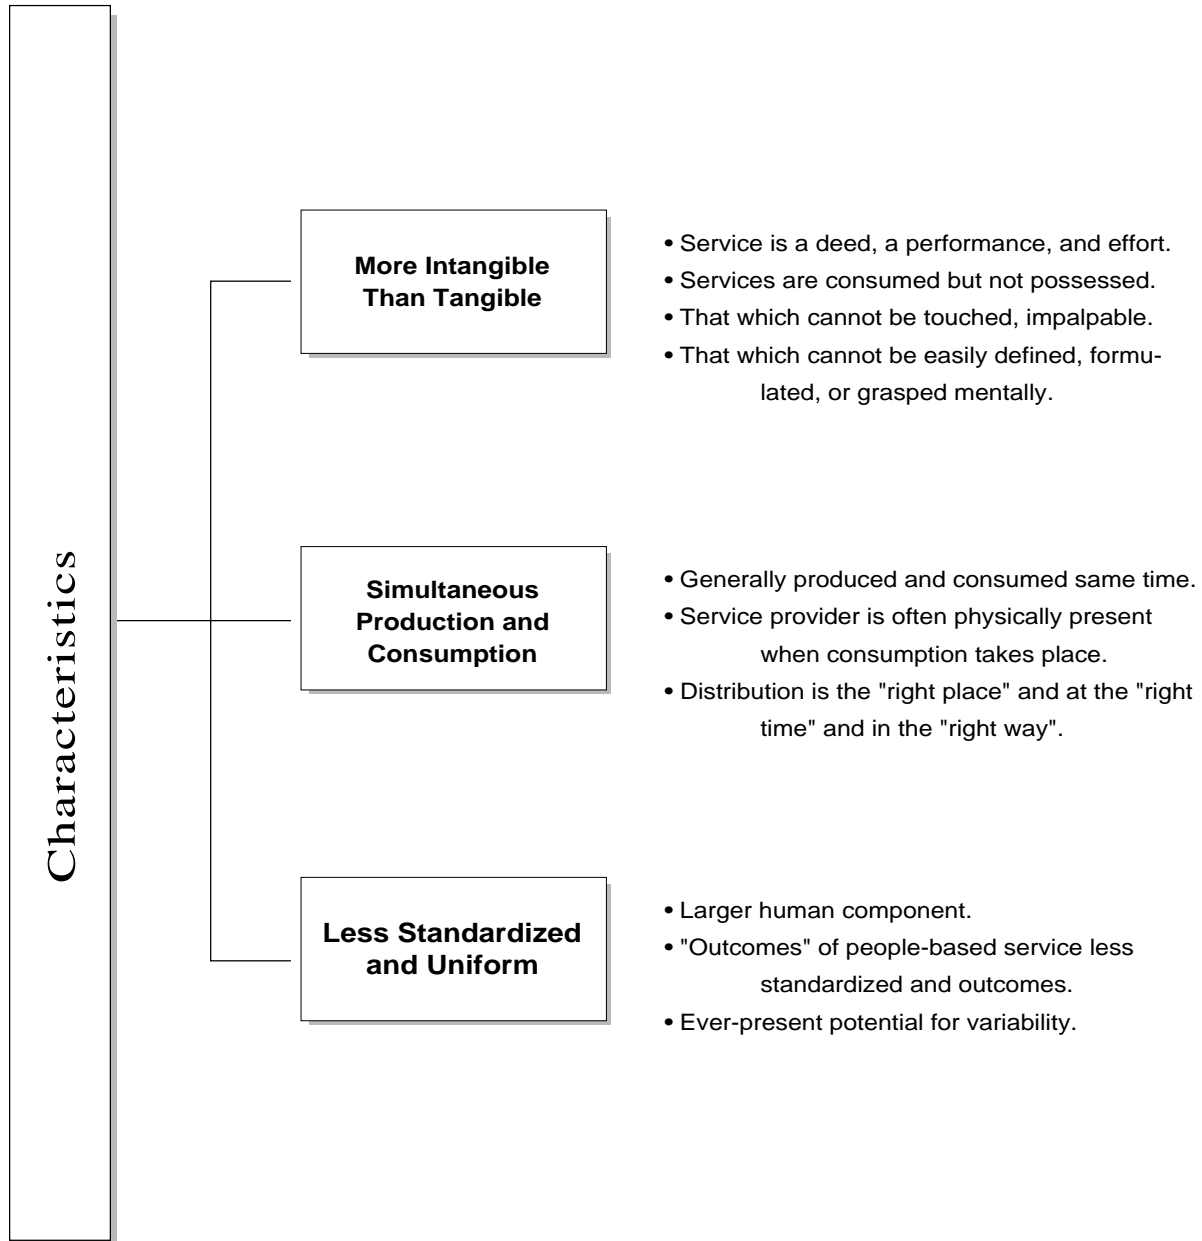 Characteristics
More Intangible
Than Tangible
• Service is a deed, a performance, and effort.
• Services are consumed but not possessed.
• That which cannot be touched, impalpable.
• That which cannot be easily defined, formu-
lated, or grasped mentally.
Simultaneous
Production and
Consumption
• Generally produced and consumed same time.
• Service provider is often physically present
when consumption takes place.
• Distribution is the "right place" and at the "right
time" and in the "right way".
Less Standardized
and Uniform
• Larger human component.
• "Outcomes" of people-based service less
standardized and outcomes.
• Ever-present potential for variability.